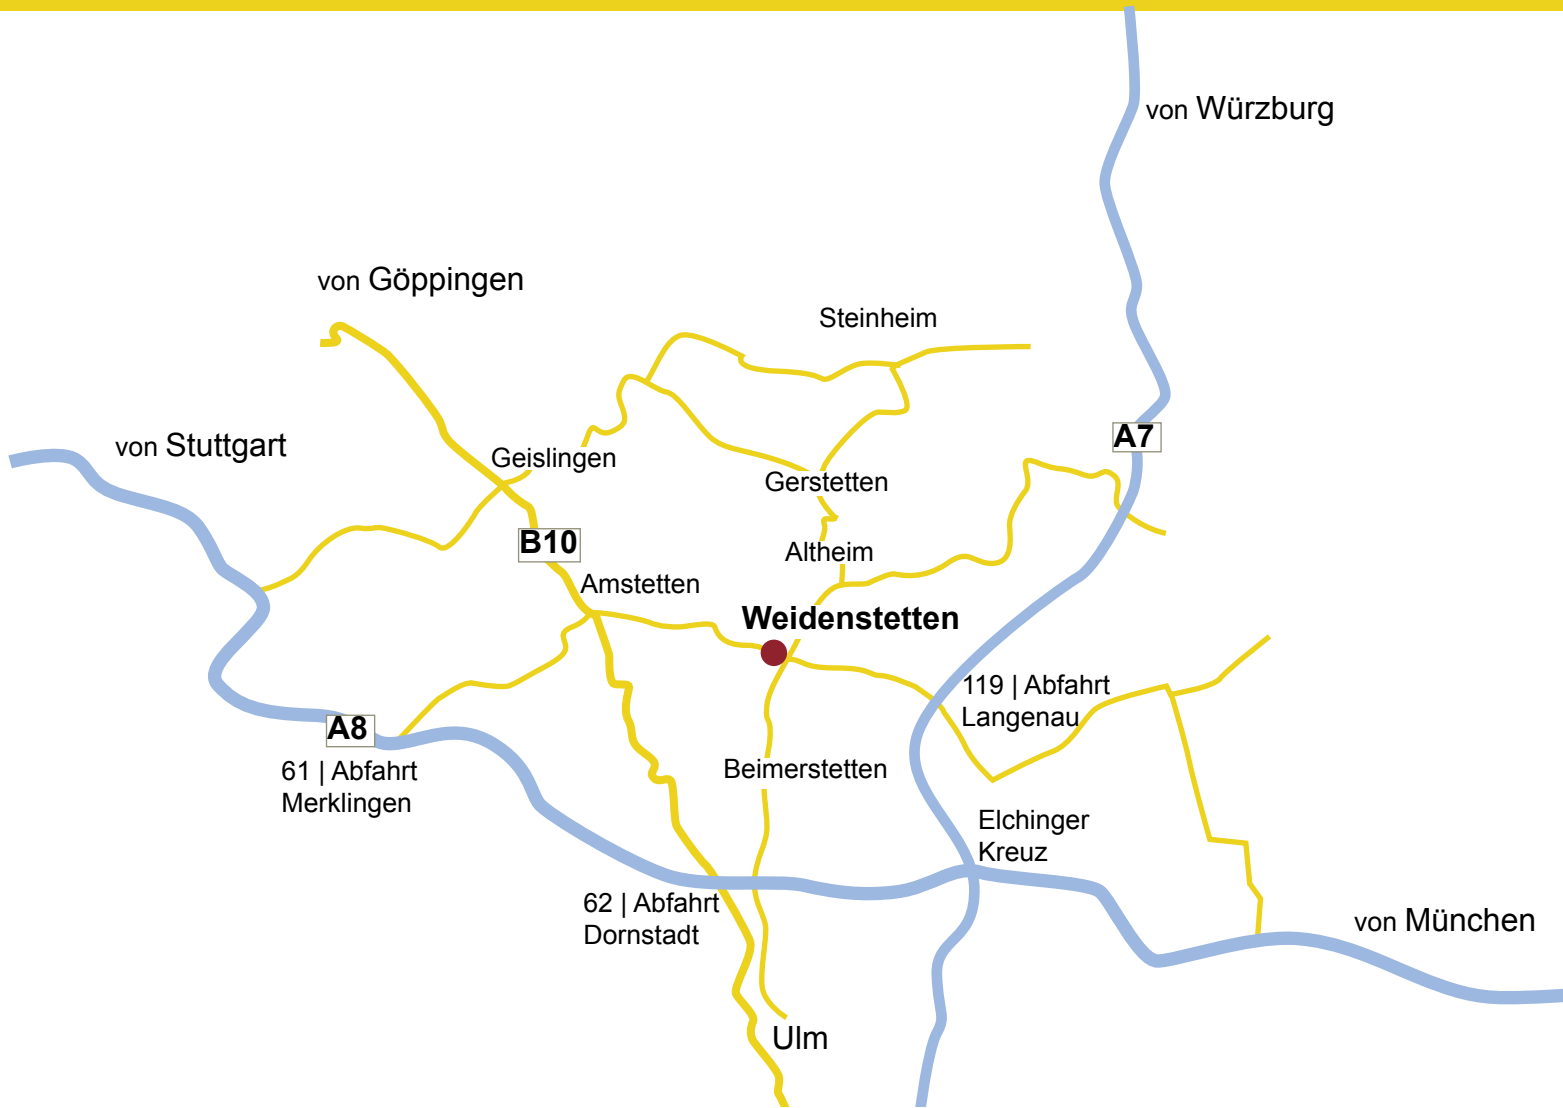 von Würzburg
von Göppingen
Steinheim
A7
von Stuttgart
Geislingen
Gerstetten
B10
Altheim
Amstetten
Weidenstetten
119 | Abfahrt
Langenau
A8
61 | Abfahrt
Merklingen
Beimerstetten
Elchinger
Kreuz
62 | Abfahrt
Dornstadt
von München
Ulm